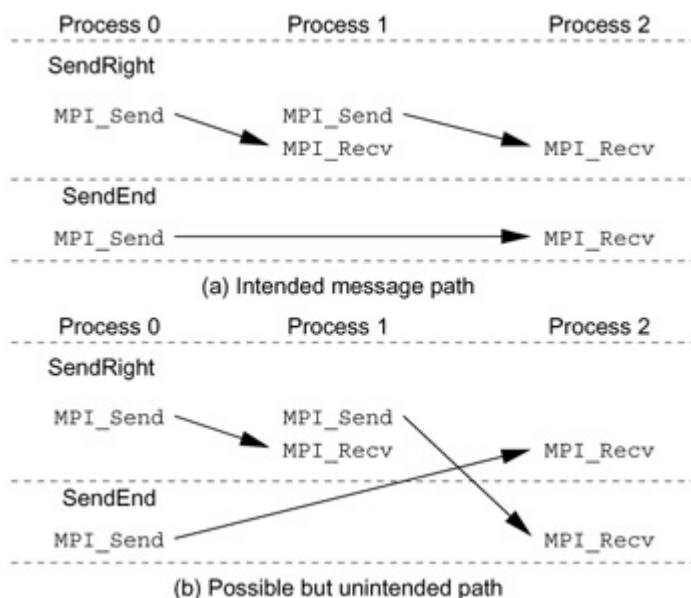 Process 0 Process 1 Process 2
SendRight
MPI_Send MPI_Send
MPI_Recv MPI_Recv
SendEnd
MPI_Send MPI_Recv
(a) Intended message path
Process 0 Process 1 Process 2
SendRight
MPI_Send MPI_Send
MPI_Recv MPI_Recv
SendEnd
MPI_Send MPI_Recv
(b) Possible but unintended path